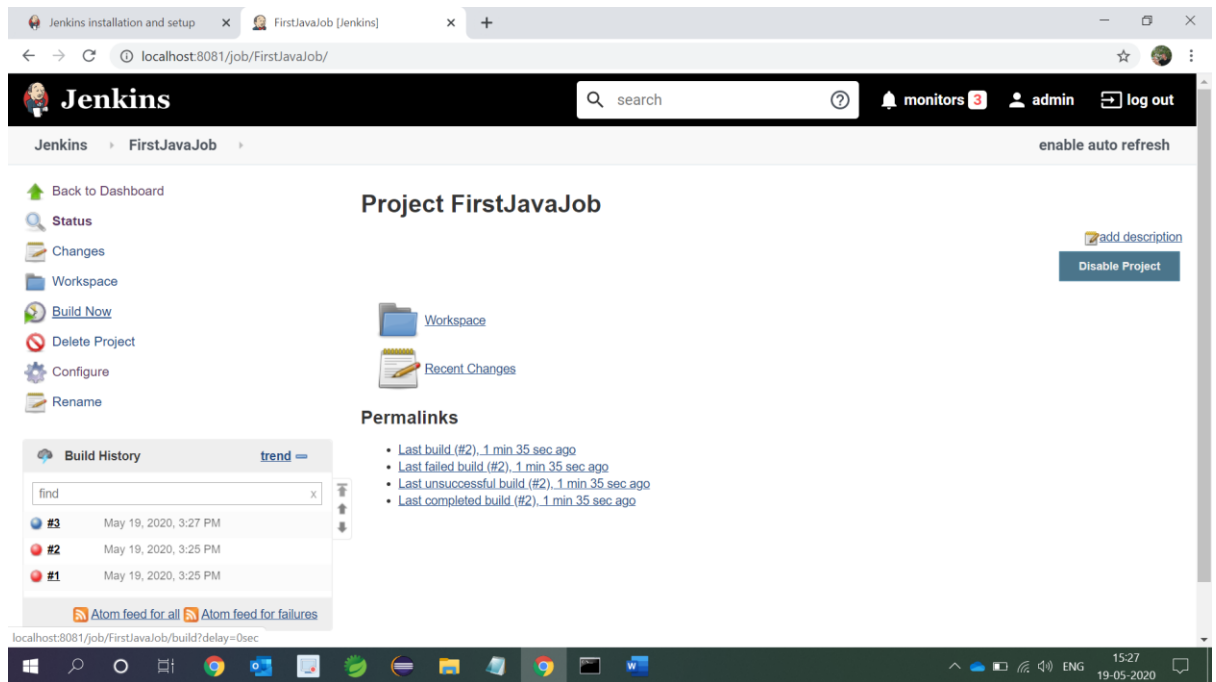 Jenkins installation and setup
FirstJavaJob [Jenkins]
localhost:8081/job/FirstJavaJob/
Jenkins
search
monitors 3
admin
log out
Jenkins
FirstJavaJob
enable auto refresh
Back to Dashboard
Status
Changes
Workspace
Build Now
Delete Project
Configure
Rename
Project FirstJavaJob
add description
Disable Project
Workspace
Recent Changes
Permalinks
Last build (#2), 1 min 35 sec ago
Last failed build (#2), 1 min 35 sec ago
Last unsuccessful build (#2), 1 min 35 sec ago
Last completed build (#2), 1 min 35 sec ago
Build History
trend
find x
#3 May 19, 2020, 3:27 PM
#2 May 19, 2020, 3:25 PM
#1 May 19, 2020, 3:25 PM
Atom feed for all Atom feed for failures
localhost:8081/job/FirstJavaJob/build?delay=0sec
ENG
15:27
19-05-2020